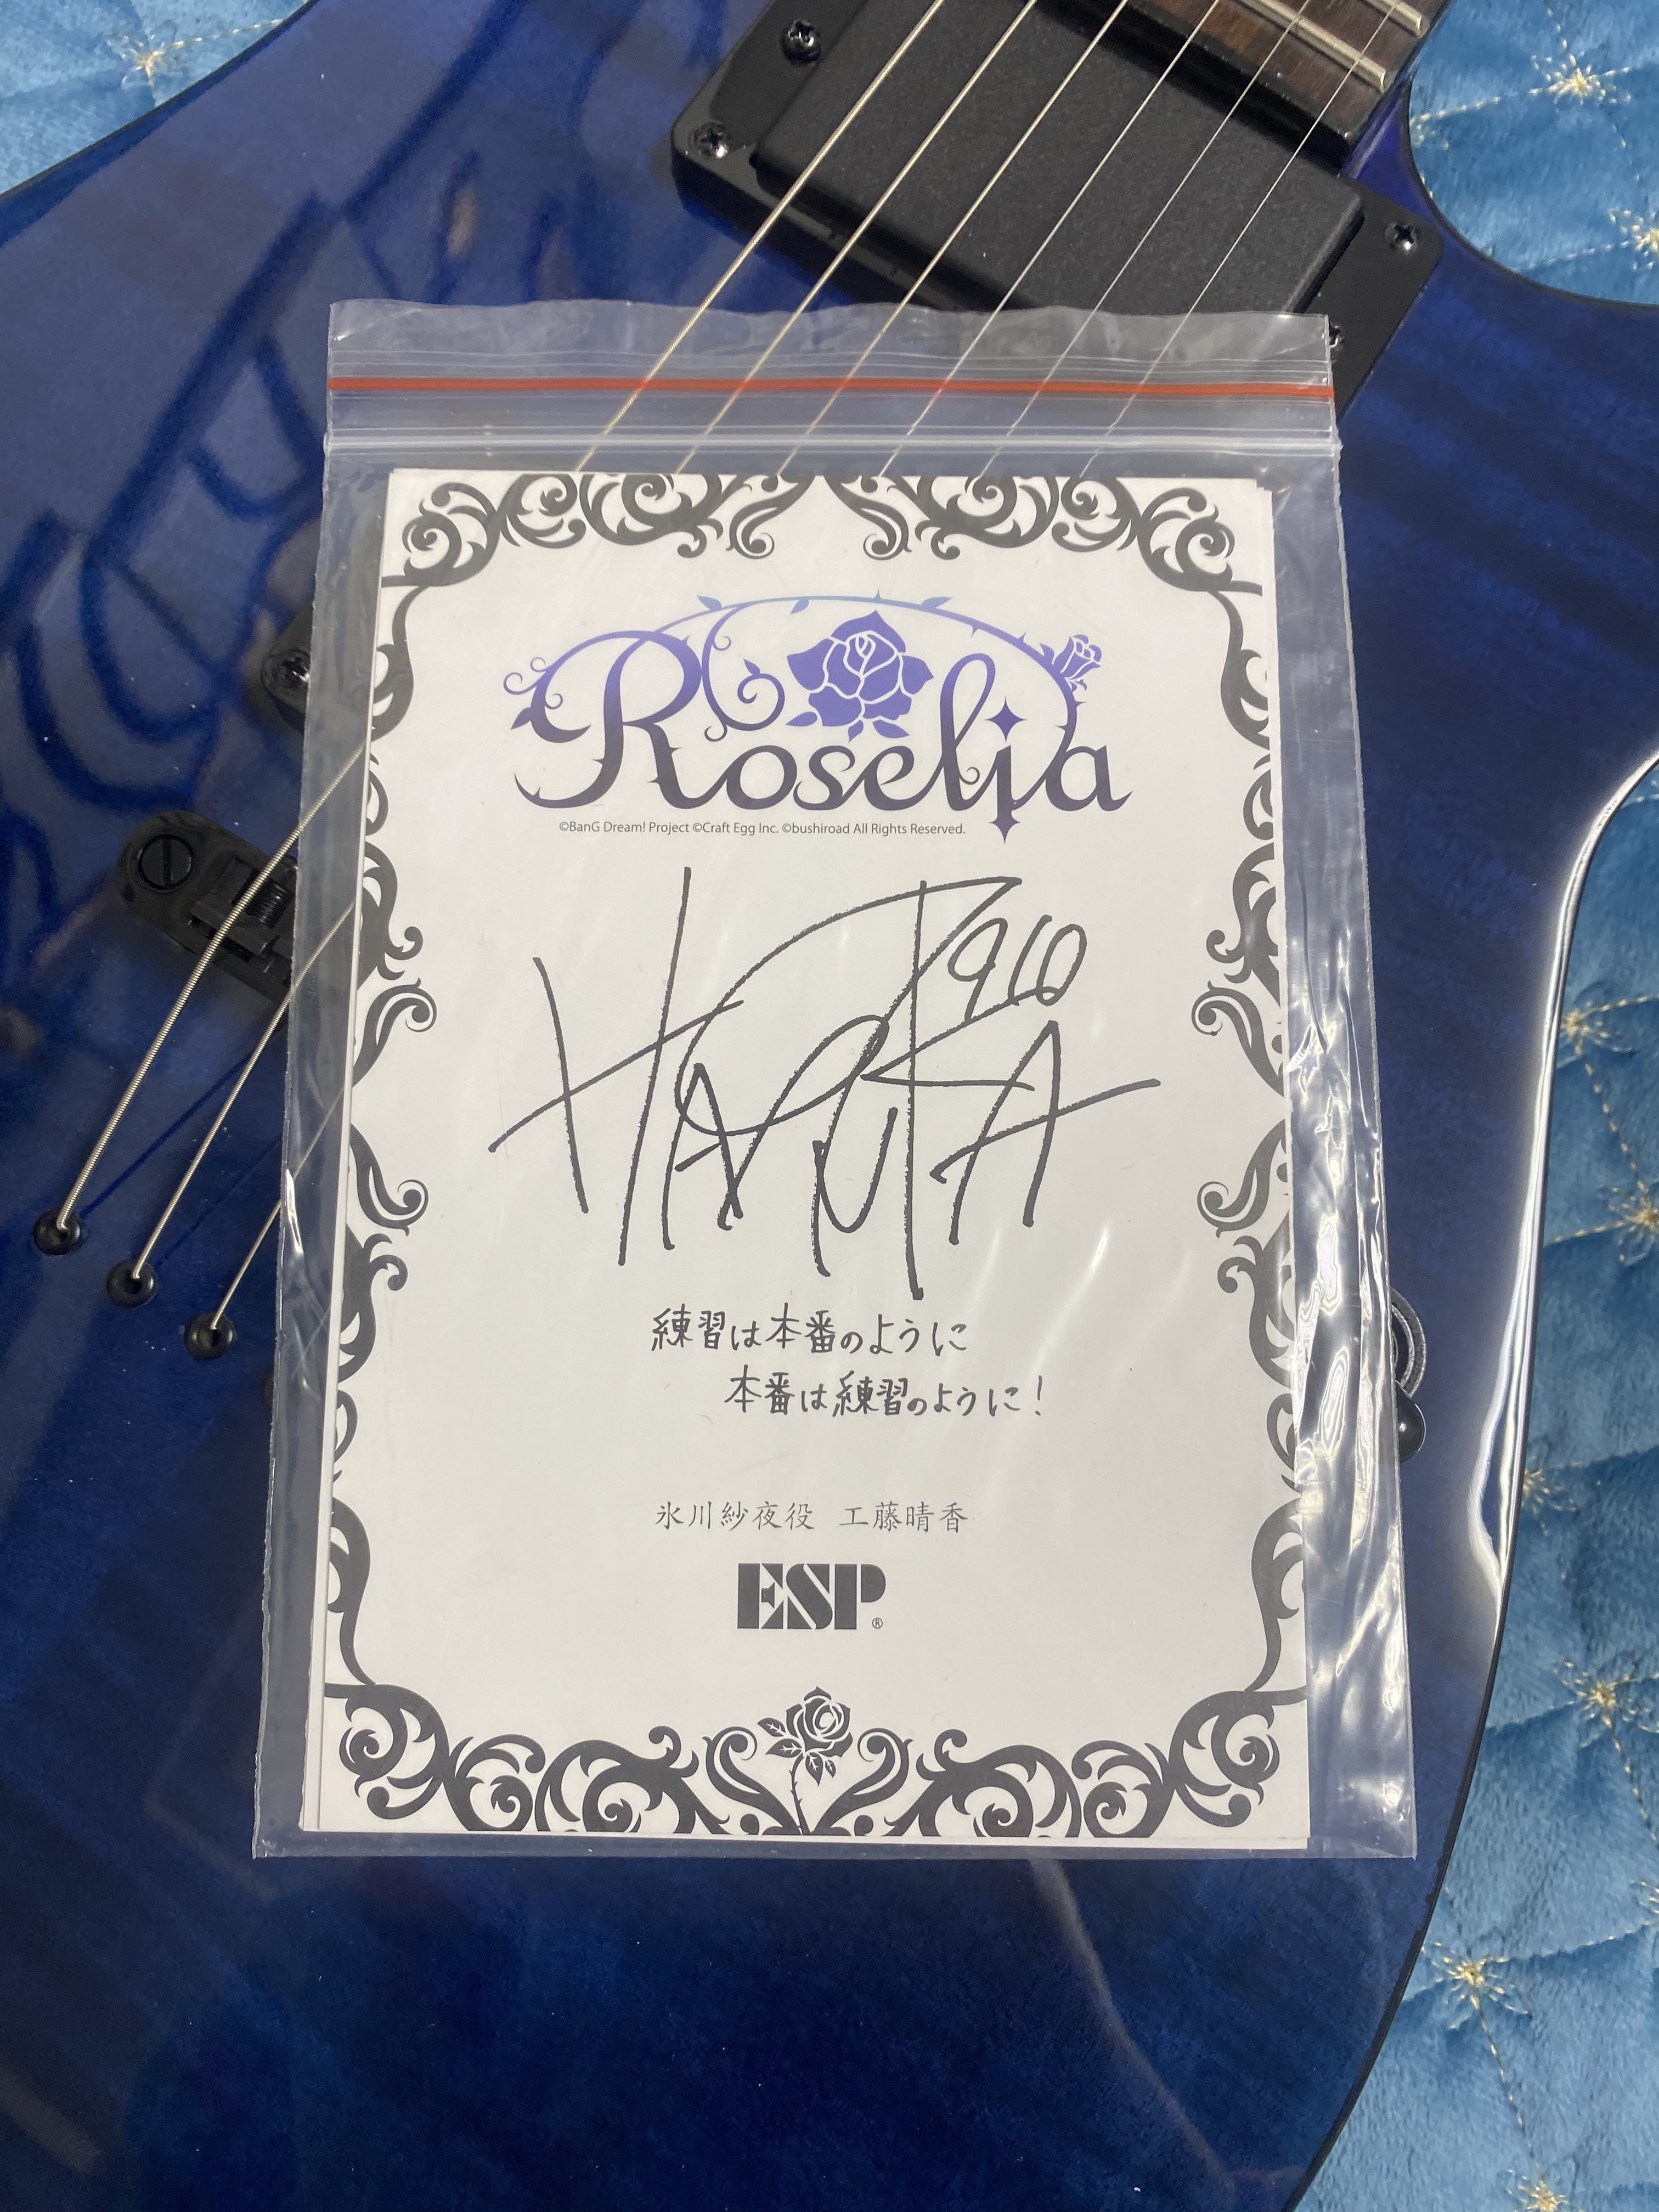 Roselia
©BanG Dream! Project ©Craft Egg Inc. ©bushiroad All Rights Reserved.
910
HARUKA
練習は本番のように
本番は練習のように!
氷川紗夜役 工藤晴香
ESP®